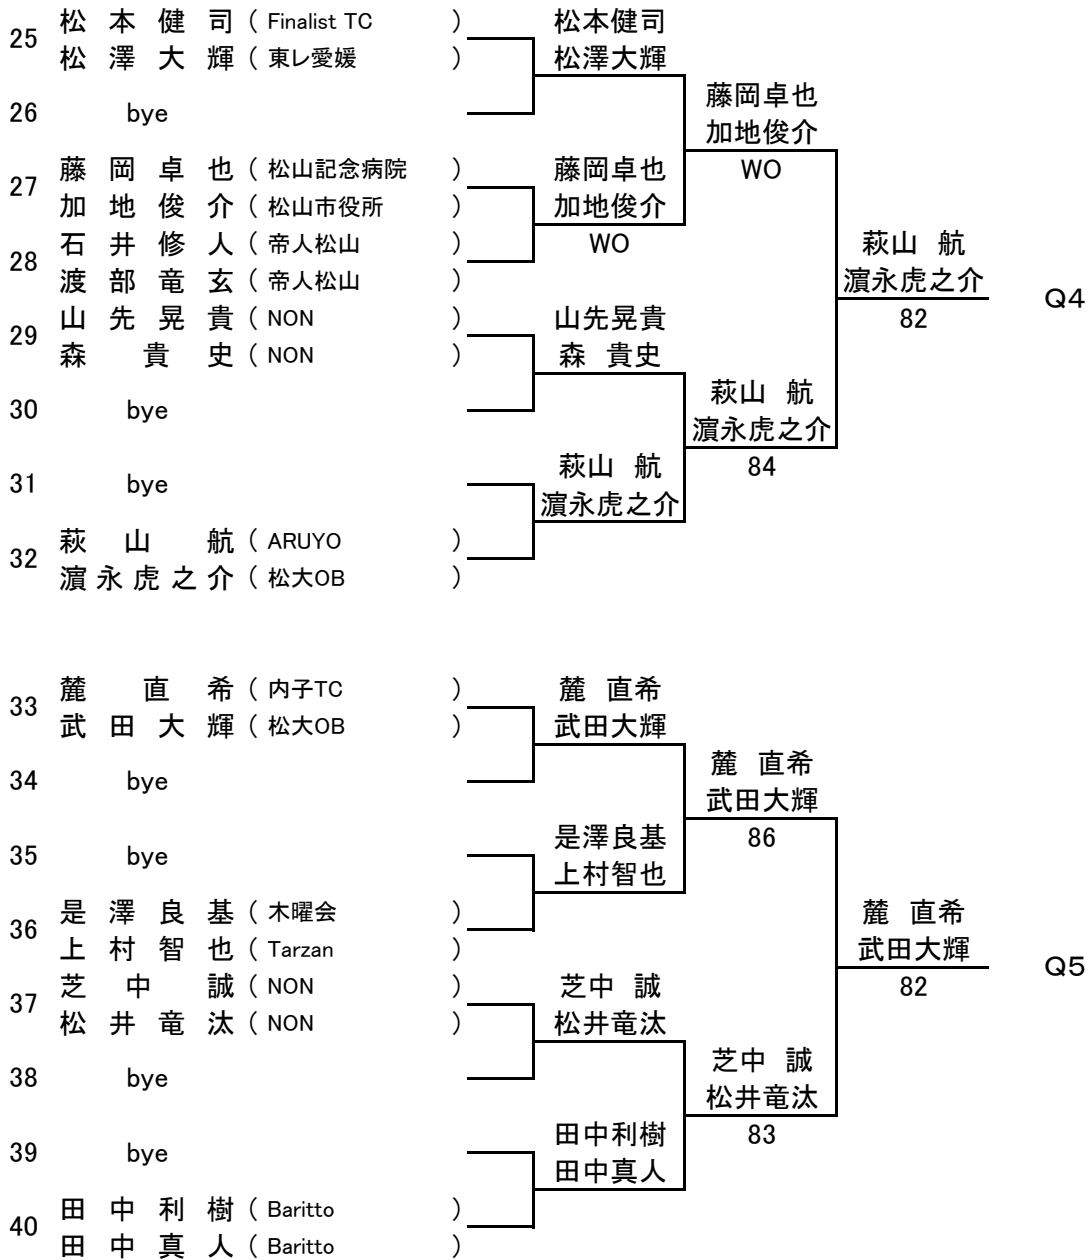 25 松本健司 ( Finalist TC )
松澤大輝 ( 東レ愛媛 )
26 bye
27 藤岡卓也 ( 松山記念病院 )
加地俊介 ( 松山市役所 )
28 石井修人 ( 帝人松山 )
渡部竜玄 ( 帝人松山 )
29 山先晃貴 ( NON )
森 貴史 ( NON )
30 bye
31 bye
32 萩山 航 ( ARUYO )
濵永虎之介 ( 松大OB )
松本健司
松澤大輝
藤岡卓也
加地俊介
WO
山先晃貴
森 貴史
萩山 航
濵永虎之介
藤岡卓也
加地俊介
WO
萩山 航
濵永虎之介
84
萩山 航
濵永虎之介
82
Q4
33 麓 直希 ( 内子TC )
武田大輝 ( 松大OB )
34 bye
35 bye
36 是澤良基 ( 木曜会 )
上村智也 ( Tarzan )
37 芝中 誠 ( NON )
松井竜汰 ( NON )
38 bye
39 bye
40 田中利樹 ( Baritto )
田中真人 ( Baritto )
麓 直希
武田大輝
是澤良基
上村智也
芝中 誠
松井竜汰
田中利樹
田中真人
麓 直希
武田大輝
86
芝中 誠
松井竜汰
83
麓 直希
武田大輝
82
Q5